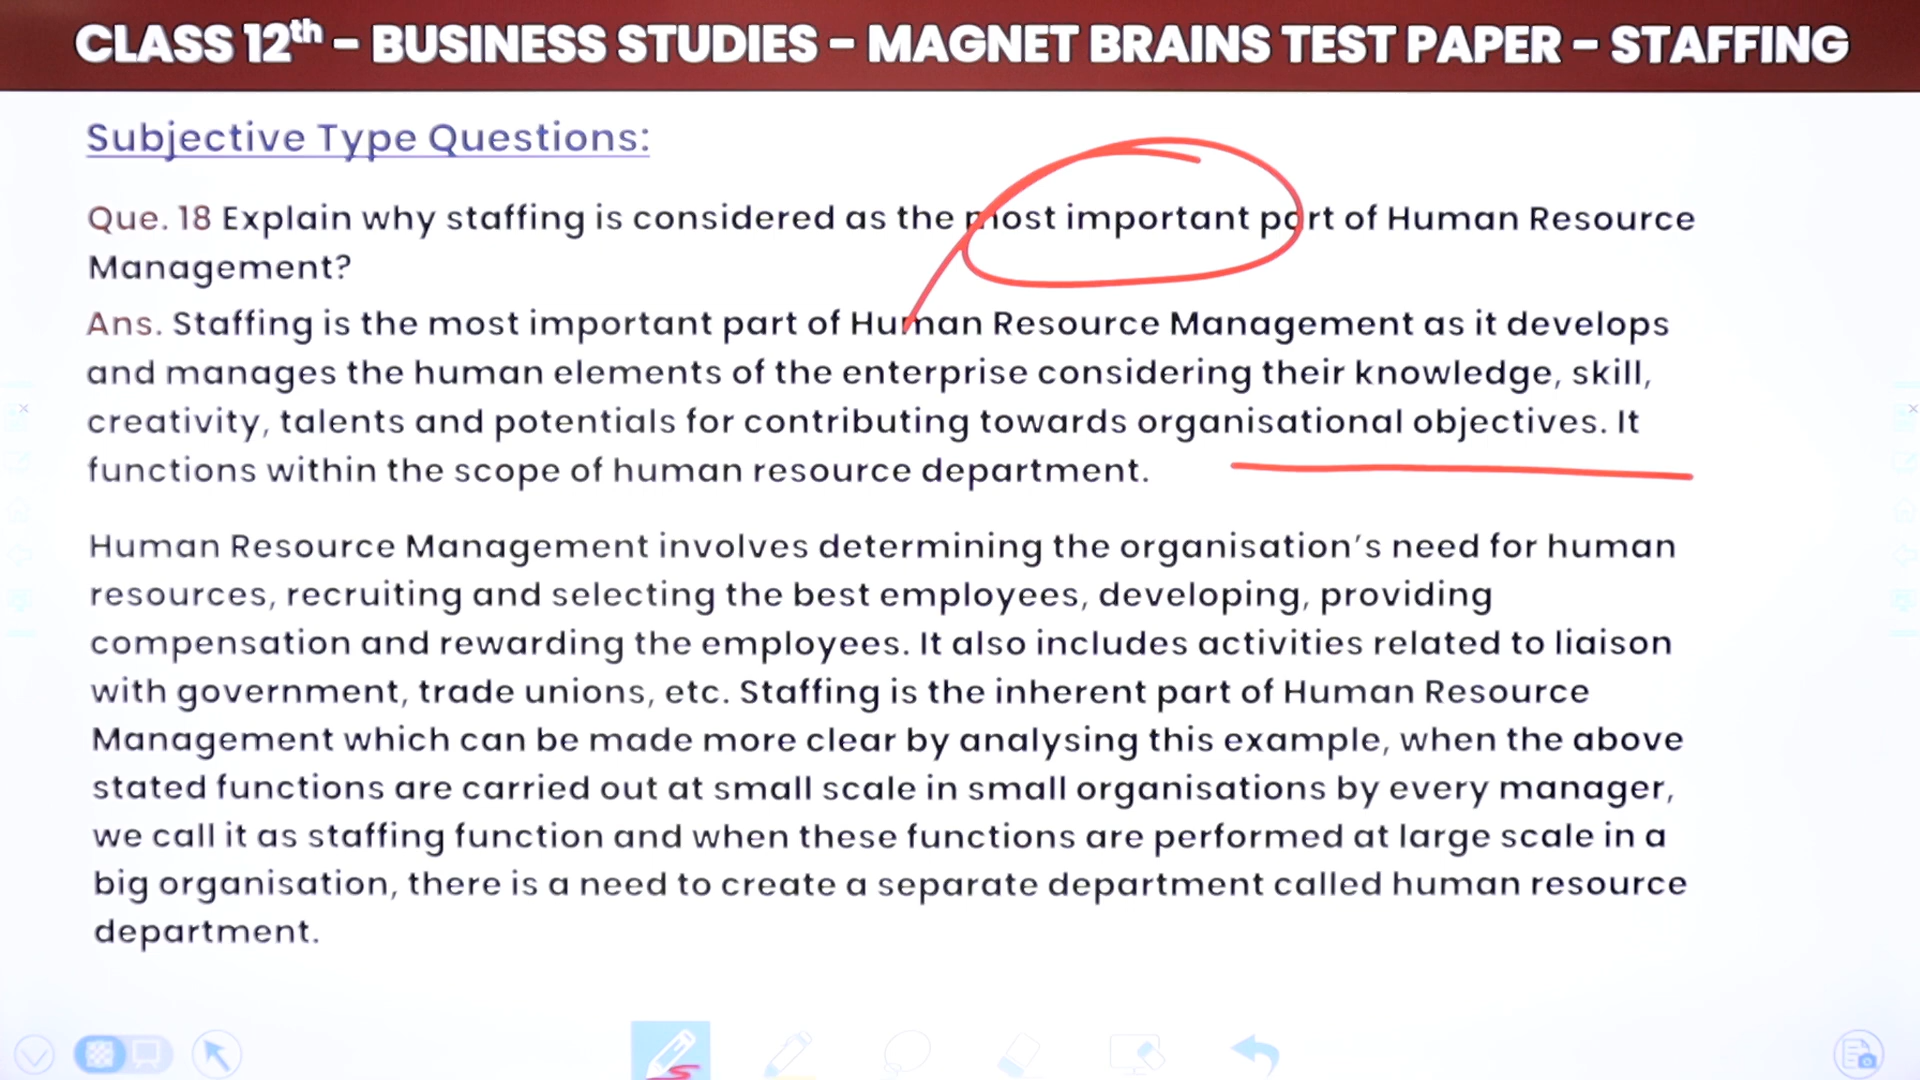 CLASS 12th – BUSINESS STUDIES – MAGNET BRAINS TEST PAPER – STAFFING
Subjective Type Questions:
Que. 18 Explain why staffing is considered as the most important part of Human Resource
Management?
Ans. Staffing is the most important part of Human Resource Management as it develops
and manages the human elements of the enterprise considering their knowledge, skill,
creativity, talents and potentials for contributing towards organisational objectives. It
functions within the scope of human resource department.
Human Resource Management involves determining the organisation's need for human
resources, recruiting and selecting the best employees, developing, providing
compensation and rewarding the employees. It also includes activities related to liaison
with government, trade unions, etc. Staffing is the inherent part of Human Resource
Management which can be made more clear by analysing this example, when the above
stated functions are carried out at small scale in small organisations by every manager,
we call it as staffing function and when these functions are performed at large scale in a
big organisation, there is a need to create a separate department called human resource
department.